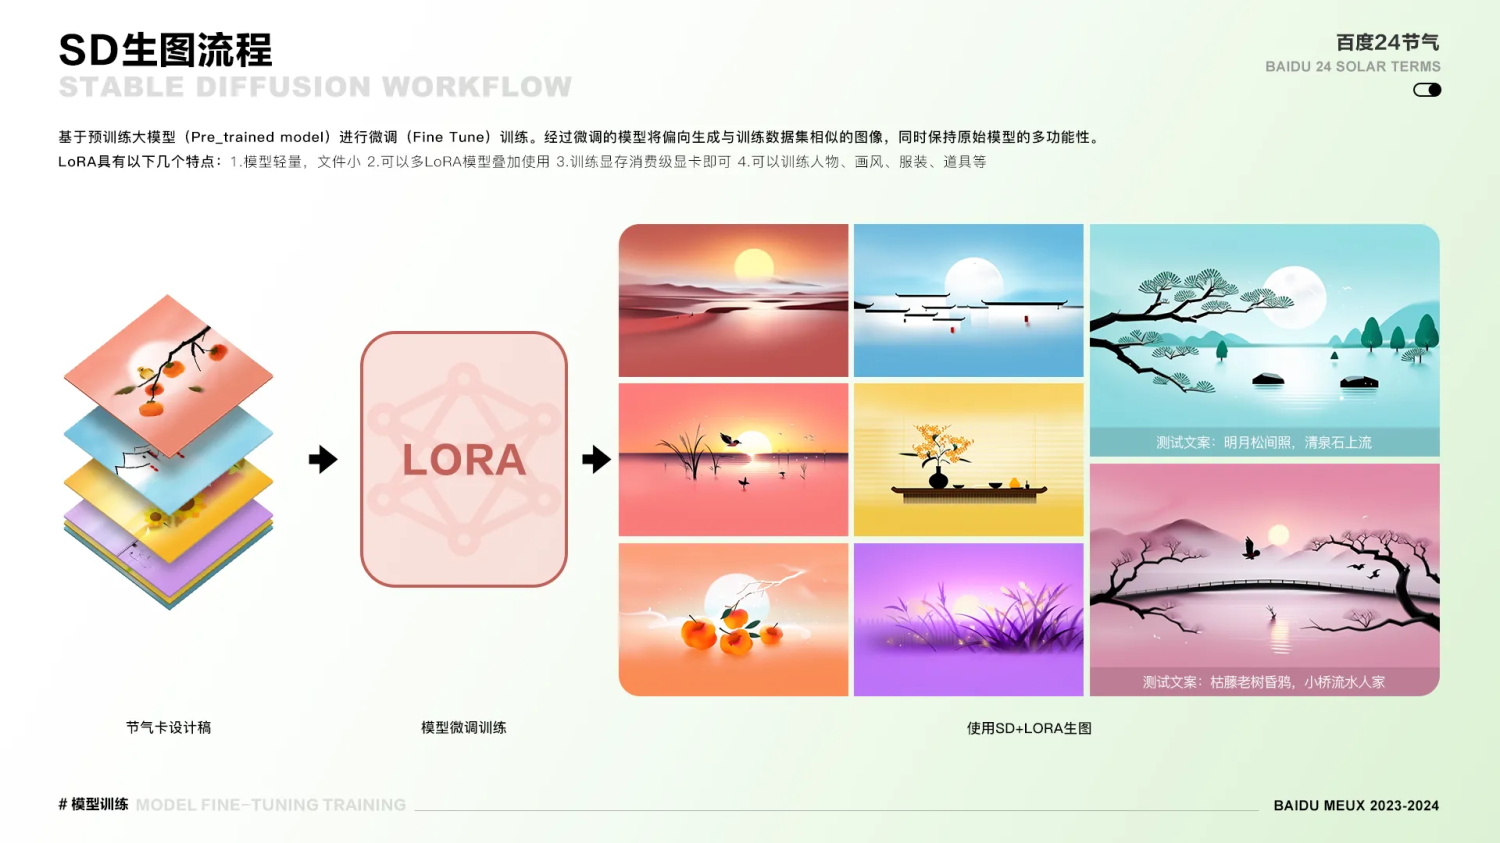 SD生图流程
STABLE DIFFUSION WORKFLOW
百度24节气
BAIDU 24 SOLAR TERMS
基于预训练大模型（Pre_trained model）进行微调（Fine Tune）训练。经过微调的模型将偏向生成与训练数据集相似的图像，同时保持原始模型的多功能性。
LoRA具有以下几个特点：1.模型轻量，文件小 2.可以多LoRA模型叠加使用 3.训练显存消费级显卡即可 4.可以训练人物、画风、服装、道具等
LORA
测试文案：明月松间照，清泉石上流
测试文案：枯藤老树昏鸦，小桥流水人家
节气卡设计稿
模型微调训练
使用SD+LORA生图
# 模型训练 MODEL FINE-TUNING TRAINING
BAIDU MEUX 2023-2024